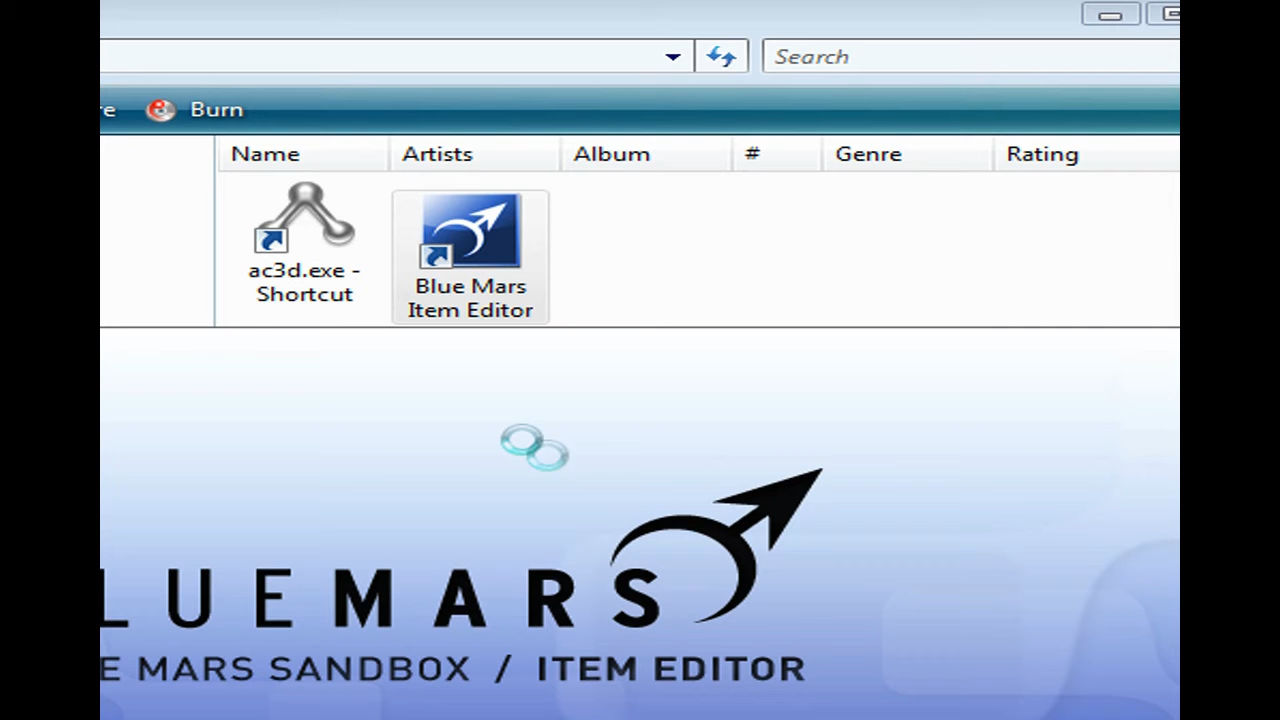 Search
re Burn
Name Artists Album # Genre Rating
ac3d.exe -
Shortcut
Blue Mars
Item Editor
LUEMARS
E MARS SANDBOX / ITEM EDITOR